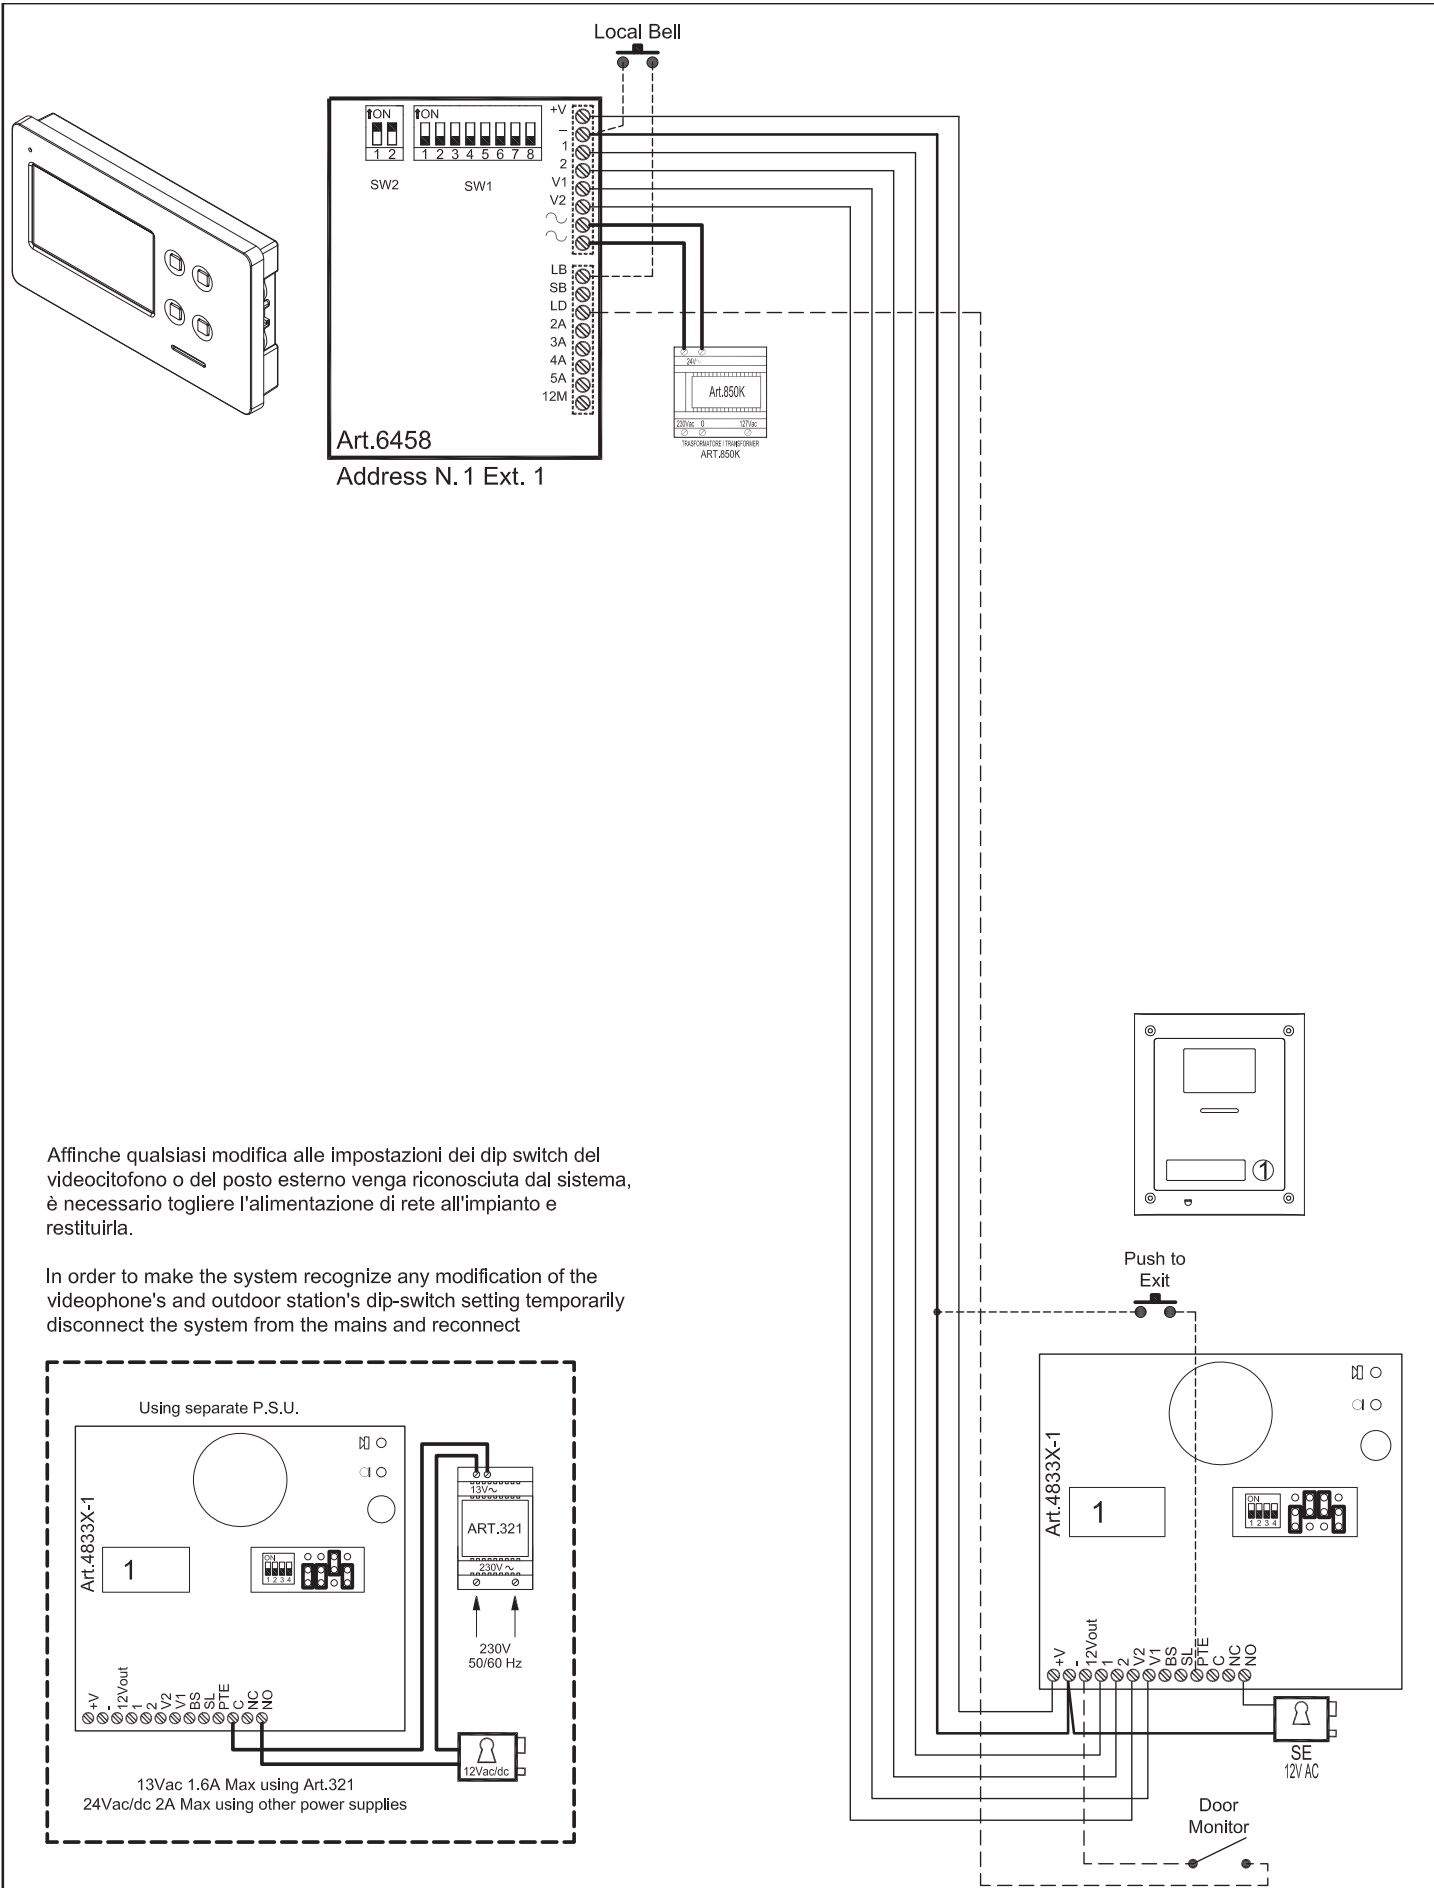 Local Bell
ON
1 2
SW2
ON
1 2 3 4 5 6 7 8
SW1
+V
–
1
2
V1
V2
LB
SB
LD
2A
3A
4A
5A
12M
Art.6458
Address N. 1 Ext. 1
24V~
Art.850K
230Vac 0 127Vac
TRASFORMATORE / TRANSFORMER
ART.850K
Affinche qualsiasi modifica alle impostazioni dei dip switch del
videocitofono o del posto esterno venga riconosciuta dal sistema,
è necessario togliere l'alimentazione di rete all'impianto e
restituirla.
In order to make the system recognize any modification of the
videophone's and outdoor station's dip-switch setting temporarily
disconnect the system from the mains and reconnect
1
Push to
Exit
Using separate P.S.U.
Art.4833X-1
1
ON
1 2 3 4
+V
-
12Vout
1
2
V2
V1
BS
SL
PTE
C
NC
NO
13V~
ART.321
230V ~
230V
50/60 Hz
12Vac/dc
13Vac 1.6A Max using Art.321
24Vac/dc 2A Max using other power supplies
Art.4833X-1
1
ON
1 2 3 4
+V
-
12Vout
1
2
V2
V1
BS
SL
PTE
C
NC
NO
SE
12V AC
Door
Monitor